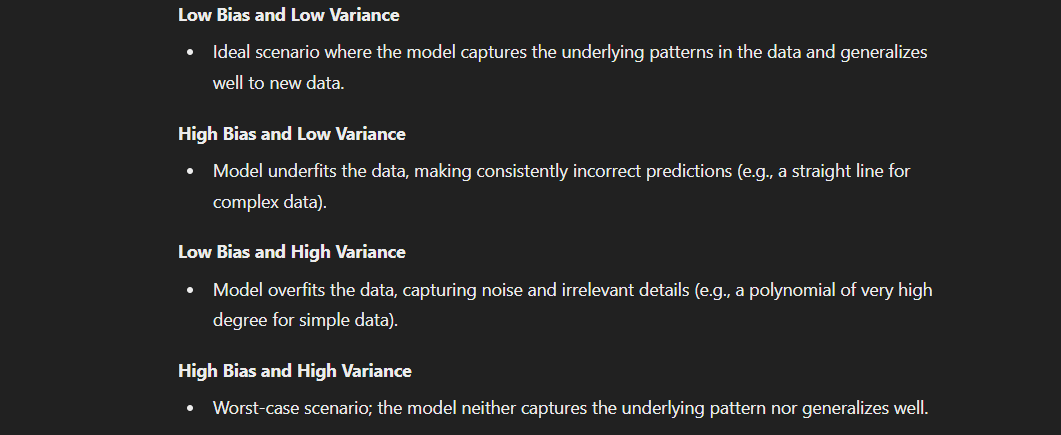 Low Bias and Low Variance
• Ideal scenario where the model captures the underlying patterns in the data and generalizes
well to new data.
High Bias and Low Variance
• Model underfits the data, making consistently incorrect predictions (e.g., a straight line for
complex data).
Low Bias and High Variance
• Model overfits the data, capturing noise and irrelevant details (e.g., a polynomial of very high
degree for simple data).
High Bias and High Variance
• Worst-case scenario; the model neither captures the underlying pattern nor generalizes well.